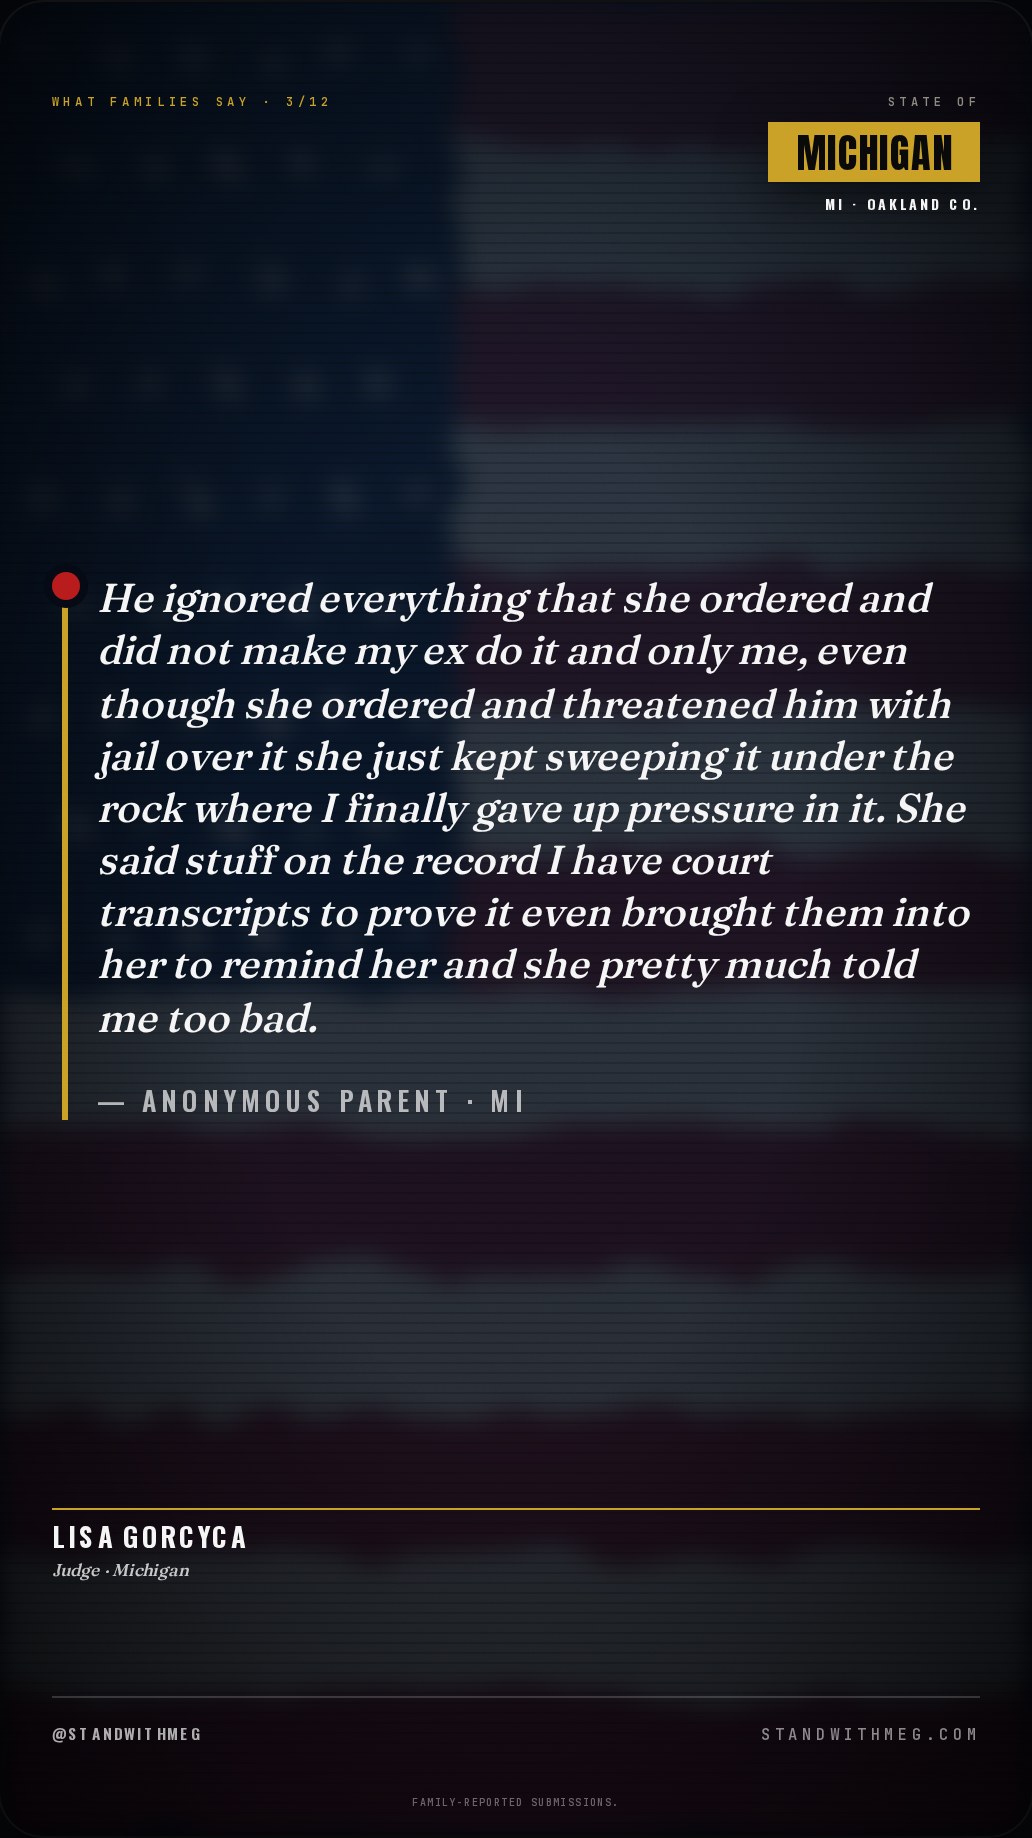 WHAT FAMILIES SAY · 3/12
STATE OF
MICHIGAN
MI · OAKLAND CO.
He ignored everything that she ordered and
did not make my ex do it and only me, even
though she ordered and threatened him with
jail over it she just kept sweeping it under the
rock where I finally gave up pressure in it. She
said stuff on the record I have court
transcripts to prove it even brought them into
her to remind her and she pretty much told
me too bad.
— ANONYMOUS PARENT · MI
LISA GORCYCA
Judge · Michigan
@STANDWITHMEG
STANDWITHMEG.COM
FAMILY-REPORTED SUBMISSIONS.